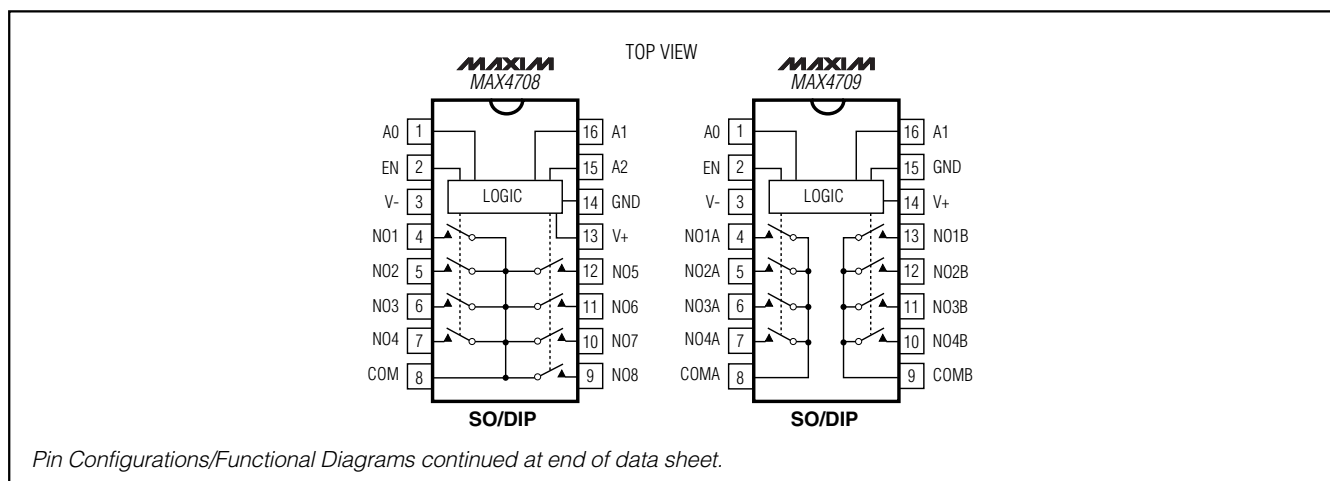 TOP VIEW
MAXIM
MAX4708
A0 1
EN 2
V- 3
NO1 4
NO2 5
NO3 6
NO4 7
COM 8
LOGIC
16 A1
15 A2
14 GND
13 V+
12 NO5
11 NO6
10 NO7
9 NO8
SO/DIP
MAXIM
MAX4709
A0 1
EN 2
V- 3
NO1A 4
NO2A 5
NO3A 6
NO4A 7
COMA 8
LOGIC
16 A1
15 GND
14 V+
13 NO1B
12 NO2B
11 NO3B
10 NO4B
9 COMB
SO/DIP
Pin Configurations/Functional Diagrams continued at end of data sheet.